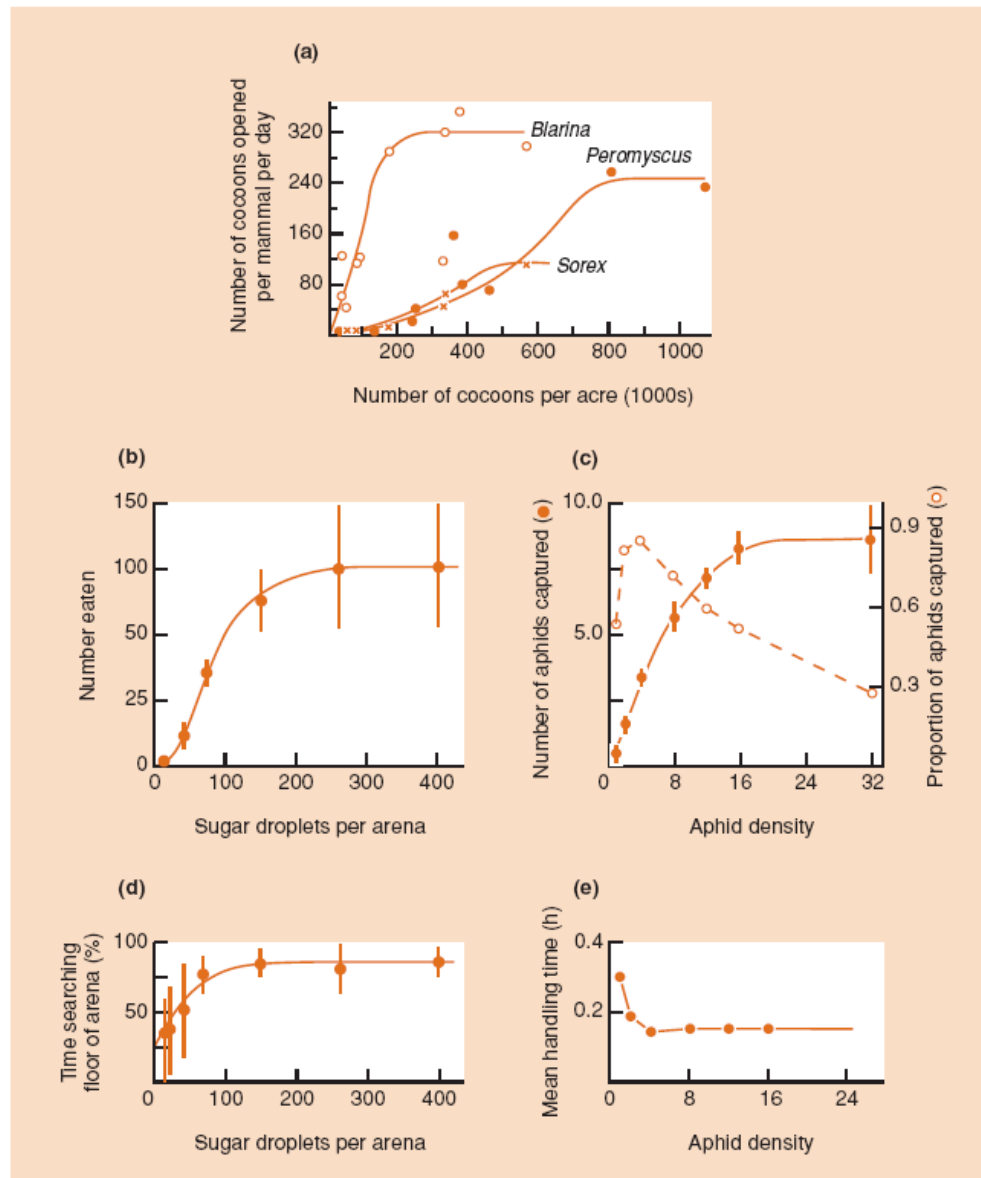 (a)
Number of cocoons opened
per mammal per day
320
240
160
80
Blarina
Peromyscus
Sorex
200 400 600 800 1000
Number of cocoons per acre (1000s)
(b)
Number eaten
150
100
50
25
0
0 100 200 300 400
Sugar droplets per arena
(c)
Number of aphids captured ( )
10.0
5.0
0 8 16 24 32
Aphid density
0.9
0.6
0.3
Proportion of aphids captured ( )
(d)
Time searching
floor of arena (%)
100
50
0 100 200 300 400
Sugar droplets per arena
(e)
Mean handling time (h)
0.4
0.2
0 8 16 24
Aphid density